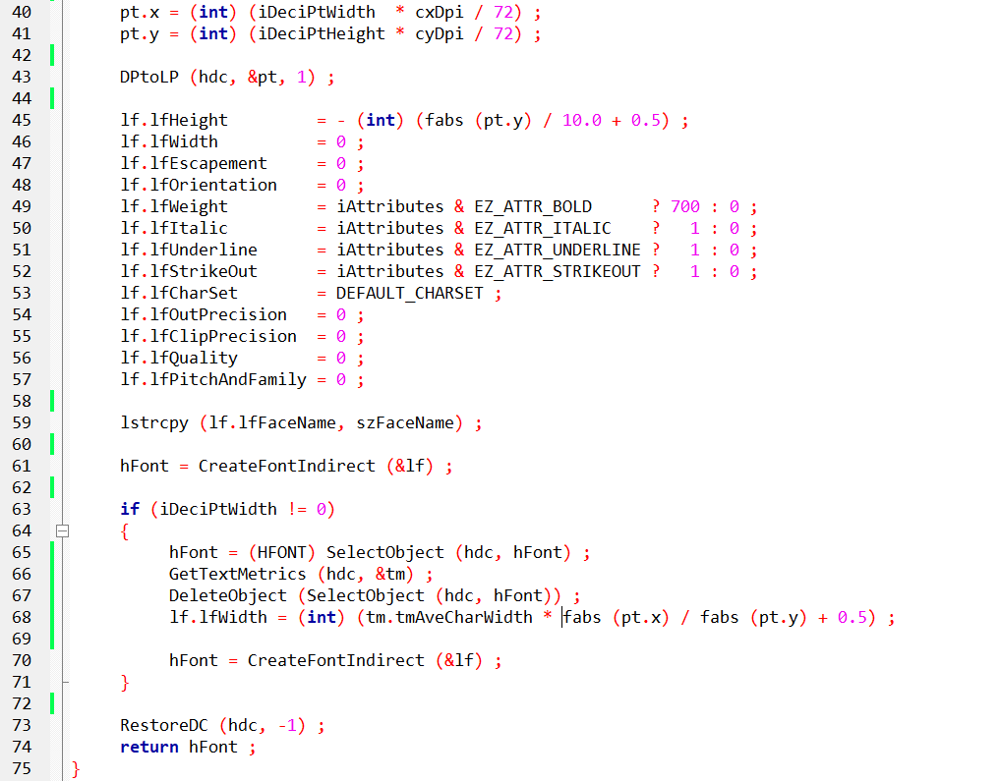 40 pt.x = (int) (iDeciPtWidth  * cxDpi / 72) ;
41 pt.y = (int) (iDeciPtHeight * cyDpi / 72) ;
42
43 DPtoLP (hdc, &pt, 1) ;
44
45 lf.lfHeight         = - (int) (fabs (pt.y) / 10.0 + 0.5) ;
46 lf.lfWidth          = 0 ;
47 lf.lfEscapement     = 0 ;
48 lf.lfOrientation    = 0 ;
49 lf.lfWeight         = iAttributes & EZ_ATTR_BOLD      ? 700 : 0 ;
50 lf.lfItalic         = iAttributes & EZ_ATTR_ITALIC    ?   1 : 0 ;
51 lf.lfUnderline      = iAttributes & EZ_ATTR_UNDERLINE ?   1 : 0 ;
52 lf.lfStrikeOut      = iAttributes & EZ_ATTR_STRIKEOUT ?   1 : 0 ;
53 lf.lfCharSet        = DEFAULT_CHARSET ;
54 lf.lfOutPrecision   = 0 ;
55 lf.lfClipPrecision  = 0 ;
56 lf.lfQuality        = 0 ;
57 lf.lfPitchAndFamily = 0 ;
58
59 lstrcpy (lf.lfFaceName, szFaceName) ;
60
61 hFont = CreateFontIndirect (&lf) ;
62
63 if (iDeciPtWidth != 0)
64 {
65      hFont = (HFONT) SelectObject (hdc, hFont) ;
66      GetTextMetrics (hdc, &tm) ;
67      DeleteObject (SelectObject (hdc, hFont)) ;
68      lf.lfWidth = (int) (tm.tmAveCharWidth * fabs (pt.x) / fabs (pt.y) + 0.5) ;
69
70      hFont = CreateFontIndirect (&lf) ;
71 }
72
73 RestoreDC (hdc, -1) ;
74 return hFont ;
75 }